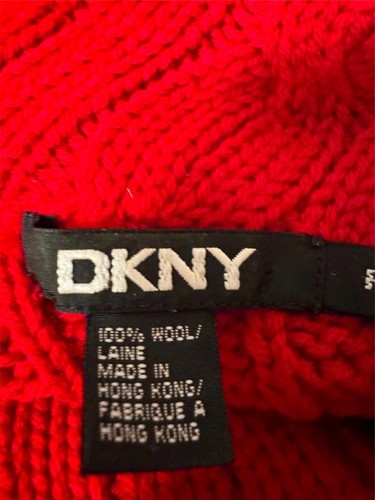 DKNY
100% WOOL/
LAINE
MADE IN
HONG KONG/
FABRIQUE A
HONG KONG